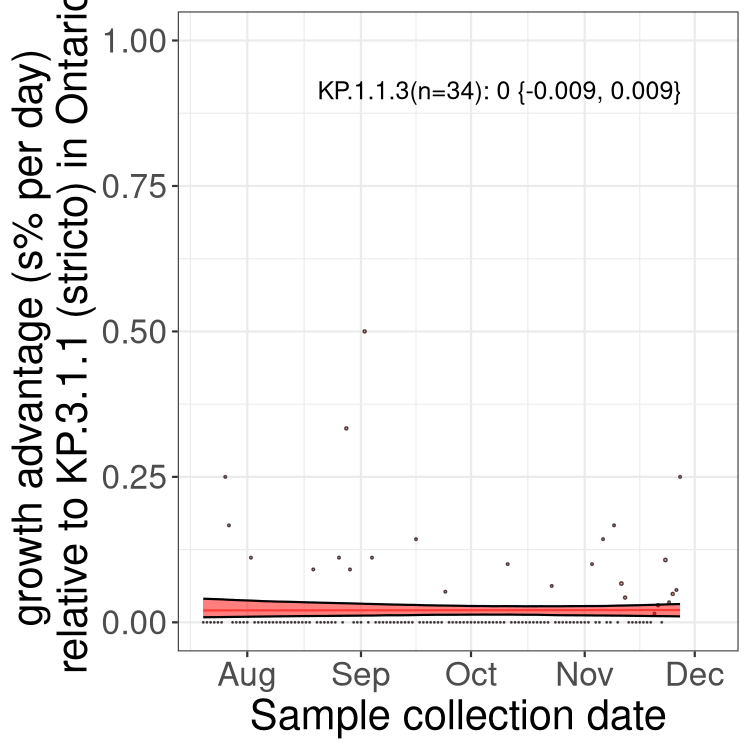 growth advantage (s% per day)
relative to KP.3.1.1 (stricto) in Ontario
1.00
0.75
0.50
0.25
0.00
KP.1.1.3(n=34): 0 {-0.009, 0.009}
Aug Sep Oct Nov Dec
Sample collection date